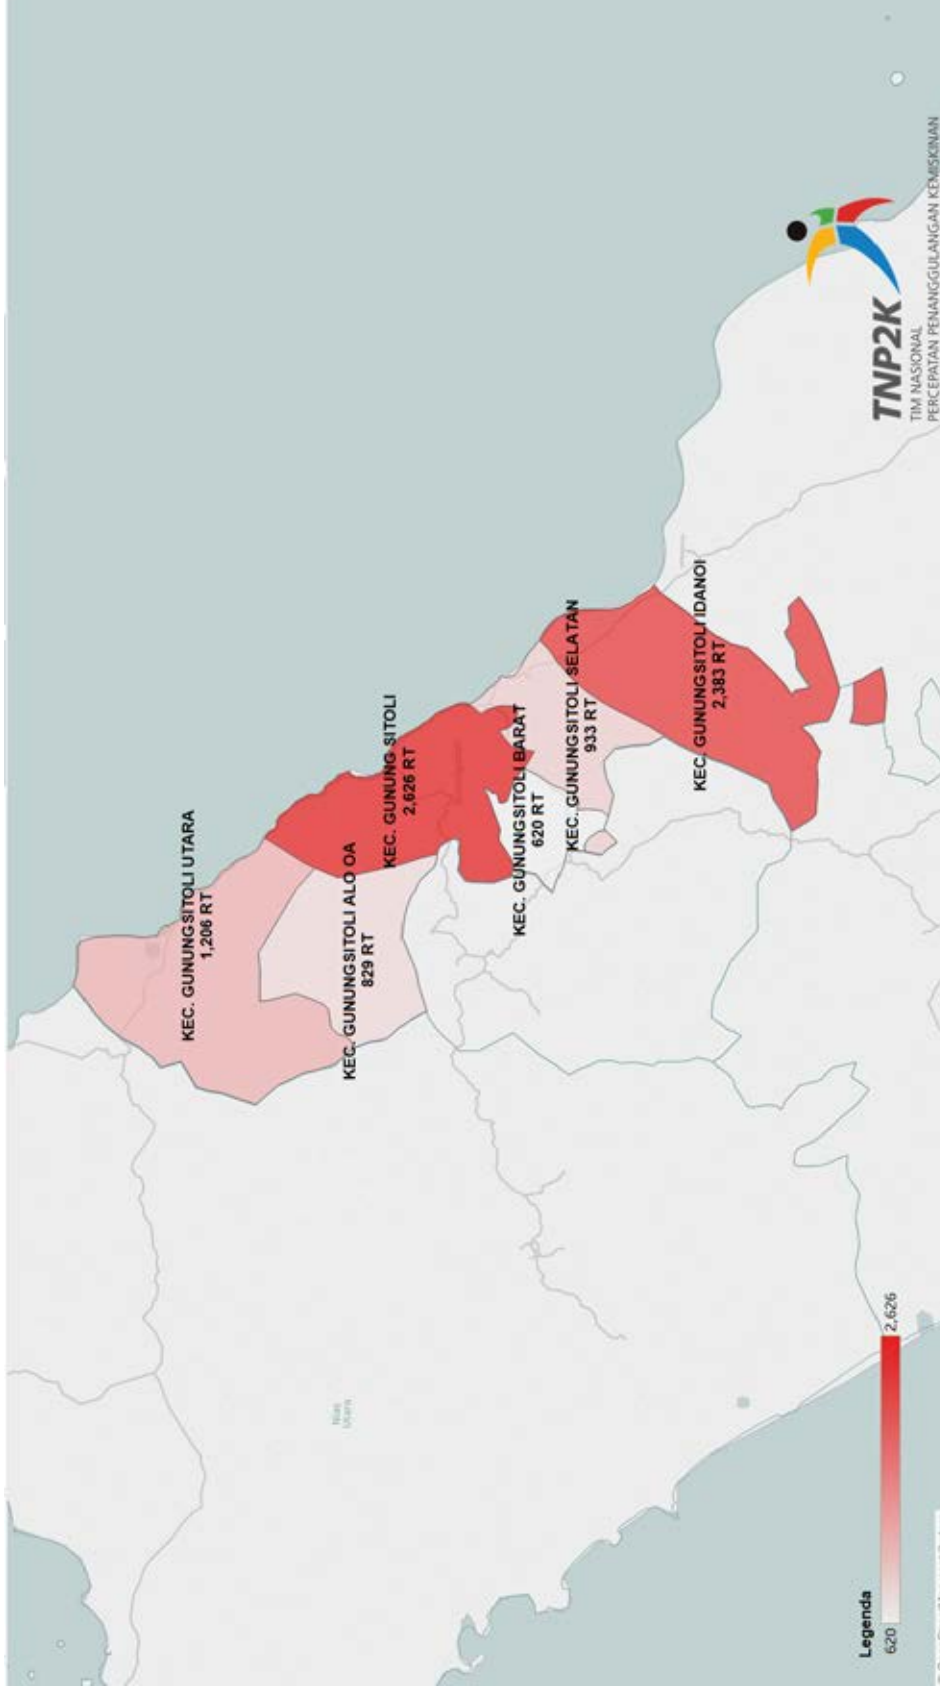 KEC. GUNUNGSITOLI UTARA
1,206 RT
KEC. GUNUNGSITOLI ALO OA
829 RT
KEC. GUNUNG SITOLI
2,626 RT
KEC. GUNUNGSITOLI BARAT
620 RT
KEC. GUNUNGSITOLI SELATAN
933 RT
KEC. GUNUNGSITOLI IDANOI
2,383 RT
Nias
Utara
Legenda
620
2,626
TNP2K
TIM NASIONAL
PERCEPATAN PENANGGULANGAN KEMISKINAN